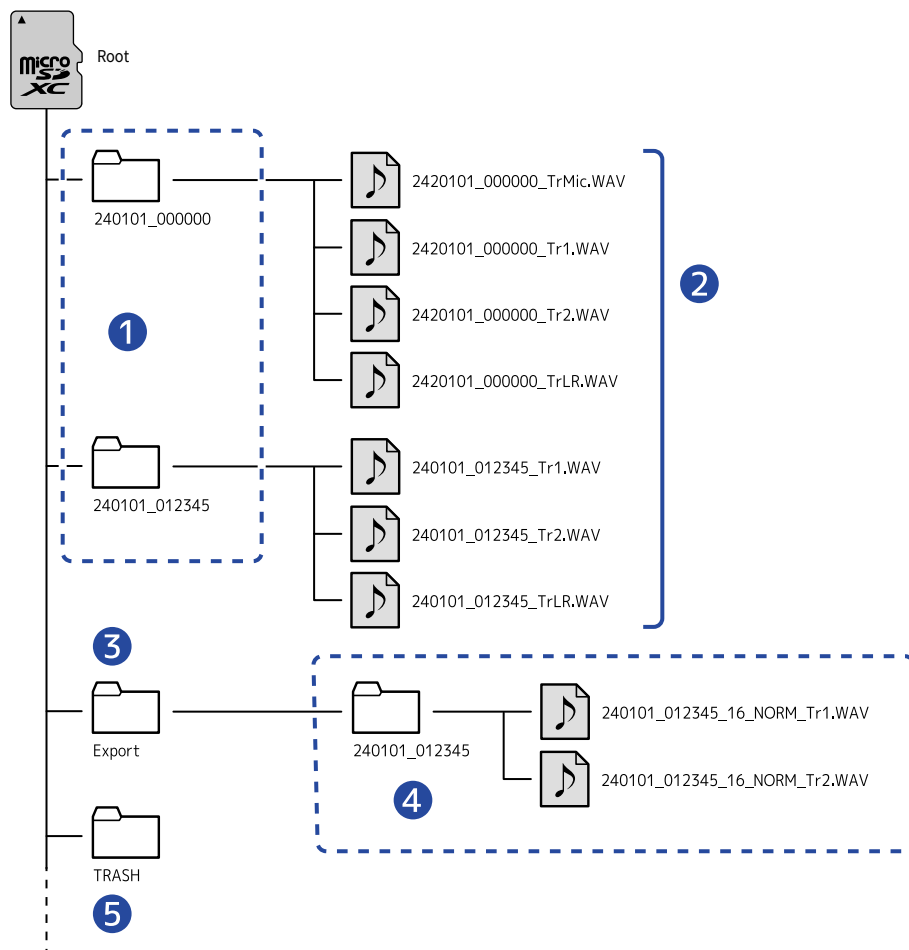 Root
micro
SD
XC
240101_000000
2420101_000000_TrMic.WAV
2420101_000000_Tr1.WAV
2420101_000000_Tr2.WAV
2420101_000000_TrLR.WAV
1
2
240101_012345
240101_012345_Tr1.WAV
240101_012345_Tr2.WAV
240101_012345_TrLR.WAV
3
Export
240101_012345
240101_012345_16_NORM_Tr1.WAV
240101_012345_16_NORM_Tr2.WAV
4
TRASH
5